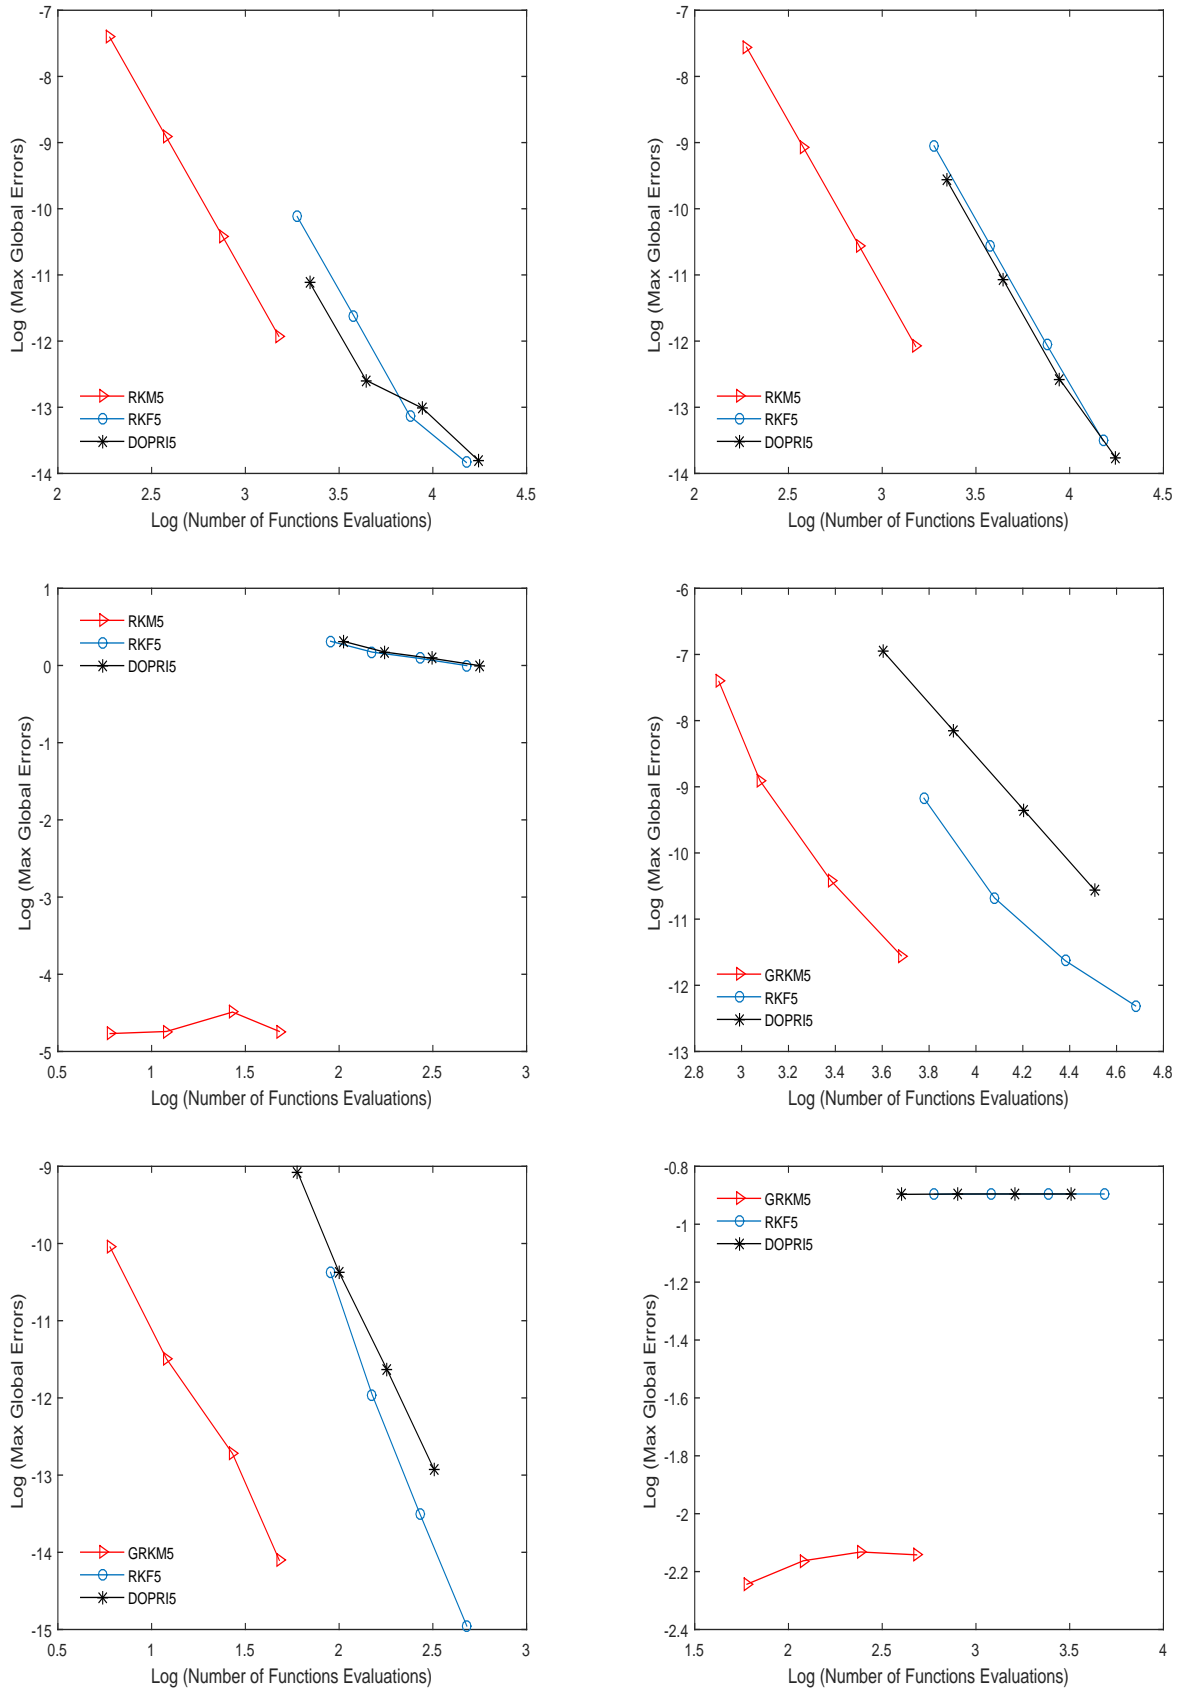 -7
-8
-9
-10
-11
-12
-13
-14
Log (Max Global Errors)
RKM5
RKF5
DOPRI5
2 2.5 3 3.5 4 4.5
Log (Number of Functions Evaluations)
-7
-8
-9
-10
-11
-12
-13
-14
Log (Max Global Errors)
RKM5
RKF5
DOPRI5
2 2.5 3 3.5 4 4.5
Log (Number of Functions Evaluations)
1
0
-1
-2
-3
-4
-5
Log (Max Global Errors)
RKM5
RKF5
DOPRI5
0.5 1 1.5 2 2.5 3
Log (Number of Functions Evaluations)
-6
-7
-8
-9
-10
-11
-12
-13
Log (Max Global Errors)
GRKM5
RKF5
DOPRI5
2.8 3 3.2 3.4 3.6 3.8 4 4.2 4.4 4.6 4.8
Log (Number of Functions Evaluations)
-9
-10
-11
-12
-13
-14
-15
Log (Max Global Errors)
GRKM5
RKF5
DOPRI5
0.5 1 1.5 2 2.5 3
Log (Number of Functions Evaluations)
-0.8
-1
-1.2
-1.4
-1.6
-1.8
-2
-2.2
-2.4
Log (Max Global Errors)
GRKM5
RKF5
DOPRI5
1.5 2 2.5 3 3.5 4
Log (Number of Functions Evaluations)